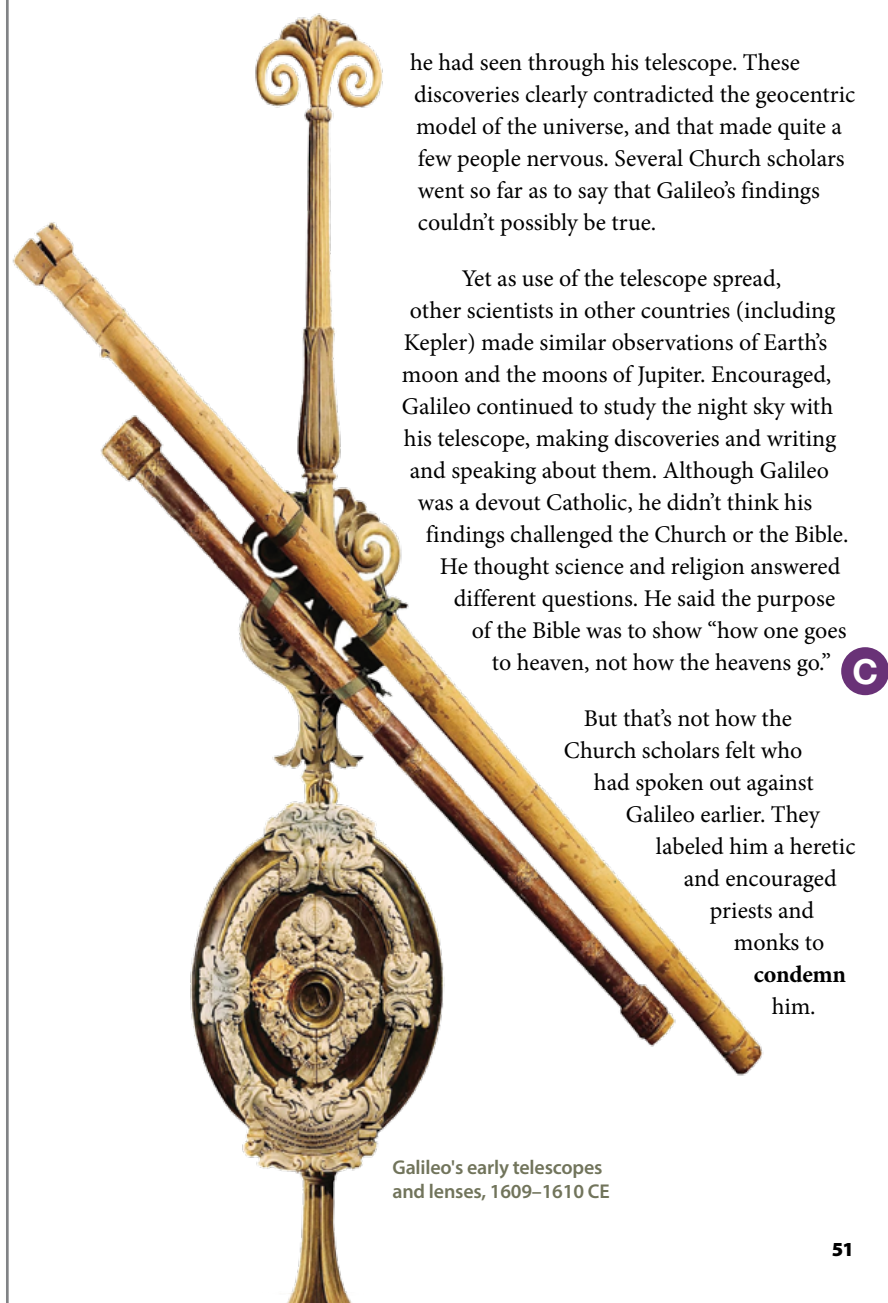 he had seen through his telescope. These
discoveries clearly contradicted the geocentric
model of the universe, and that made quite a
few people nervous. Several Church scholars
went so far as to say that Galileo’s findings
couldn’t possibly be true.
Yet as use of the telescope spread,
other scientists in other countries (including
Kepler) made similar observations of Earth’s
moon and the moons of Jupiter. Encouraged,
Galileo continued to study the night sky with
his telescope, making discoveries and writing
and speaking about them. Although Galileo
was a devout Catholic, he didn’t think his
findings challenged the Church or the Bible.
He thought science and religion answered
different questions. He said the purpose
of the Bible was to show “how one goes
to heaven, not how the heavens go.”
C
But that’s not how the
Church scholars felt who
had spoken out against
Galileo earlier. They
labeled him a heretic
and encouraged
priests and
monks to
condemn
him.
Galileo's early telescopes
and lenses, 1609–1610 CE
51